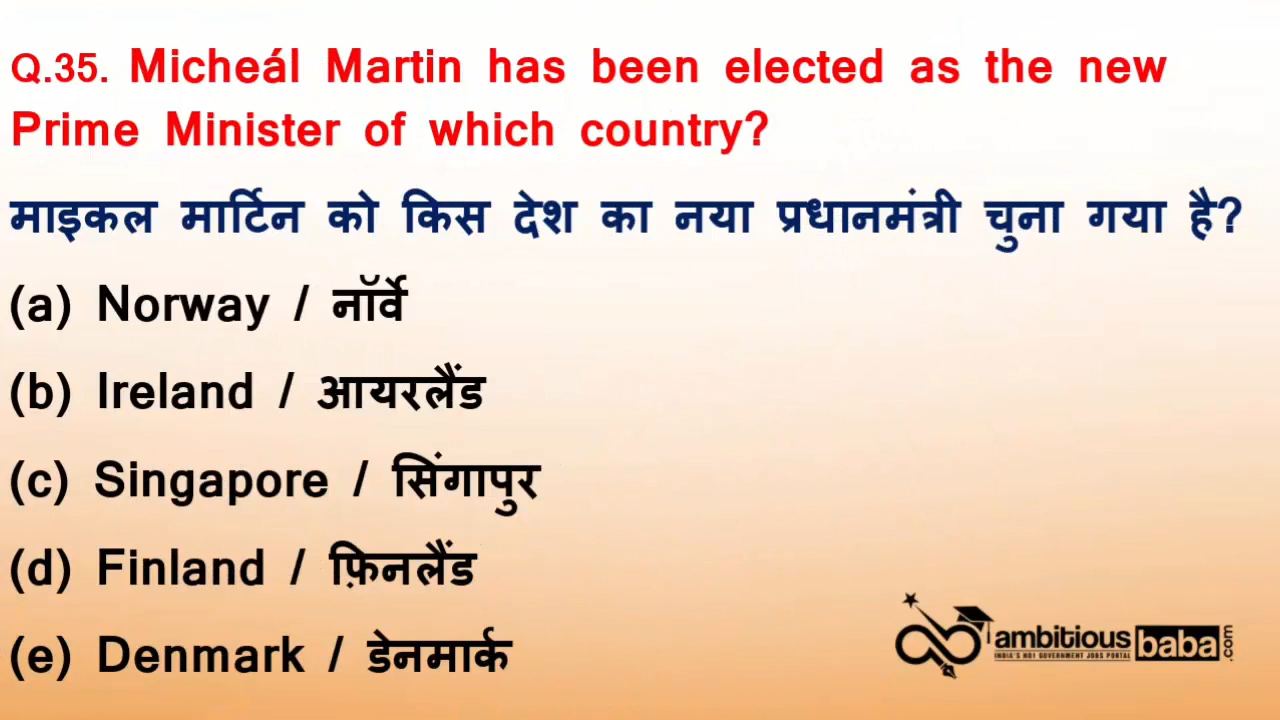 Q.35. Micheál Martin has been elected as the new
Prime Minister of which country?
माइकल मार्टिन को किस देश का नया प्रधानमंत्री चुना गया है?
(a) Norway / नॉर्वे
(b) Ireland / आयरलैंड
(c) Singapore / सिंगापुर
(d) Finland / फ़िनलैंड
(e) Denmark / डेनमार्क
ambitiousbaba.com
INDIA'S NO1 GOVERNMENT JOBS PORTAL